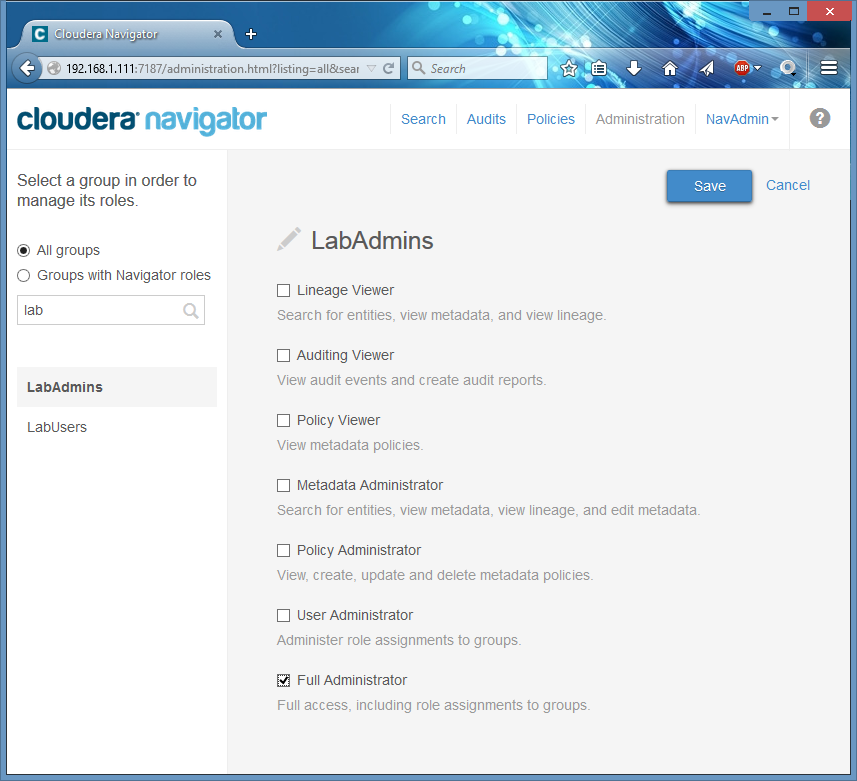 Cloudera Navigator
192.168.1.111:7187/administration.html?listing=all&sear
Search
ABP
cloudera navigator
Search Audits Policies Administration NavAdmin
Select a group in order to
manage its roles.
All groups
Groups with Navigator roles
lab
LabAdmins
LabUsers
Save Cancel
LabAdmins
Lineage Viewer
Search for entities, view metadata, and view lineage.
Auditing Viewer
View audit events and create audit reports.
Policy Viewer
View metadata policies.
Metadata Administrator
Search for entities, view metadata, view lineage, and edit metadata.
Policy Administrator
View, create, update and delete metadata policies.
User Administrator
Administer role assignments to groups.
Full Administrator
Full access, including role assignments to groups.